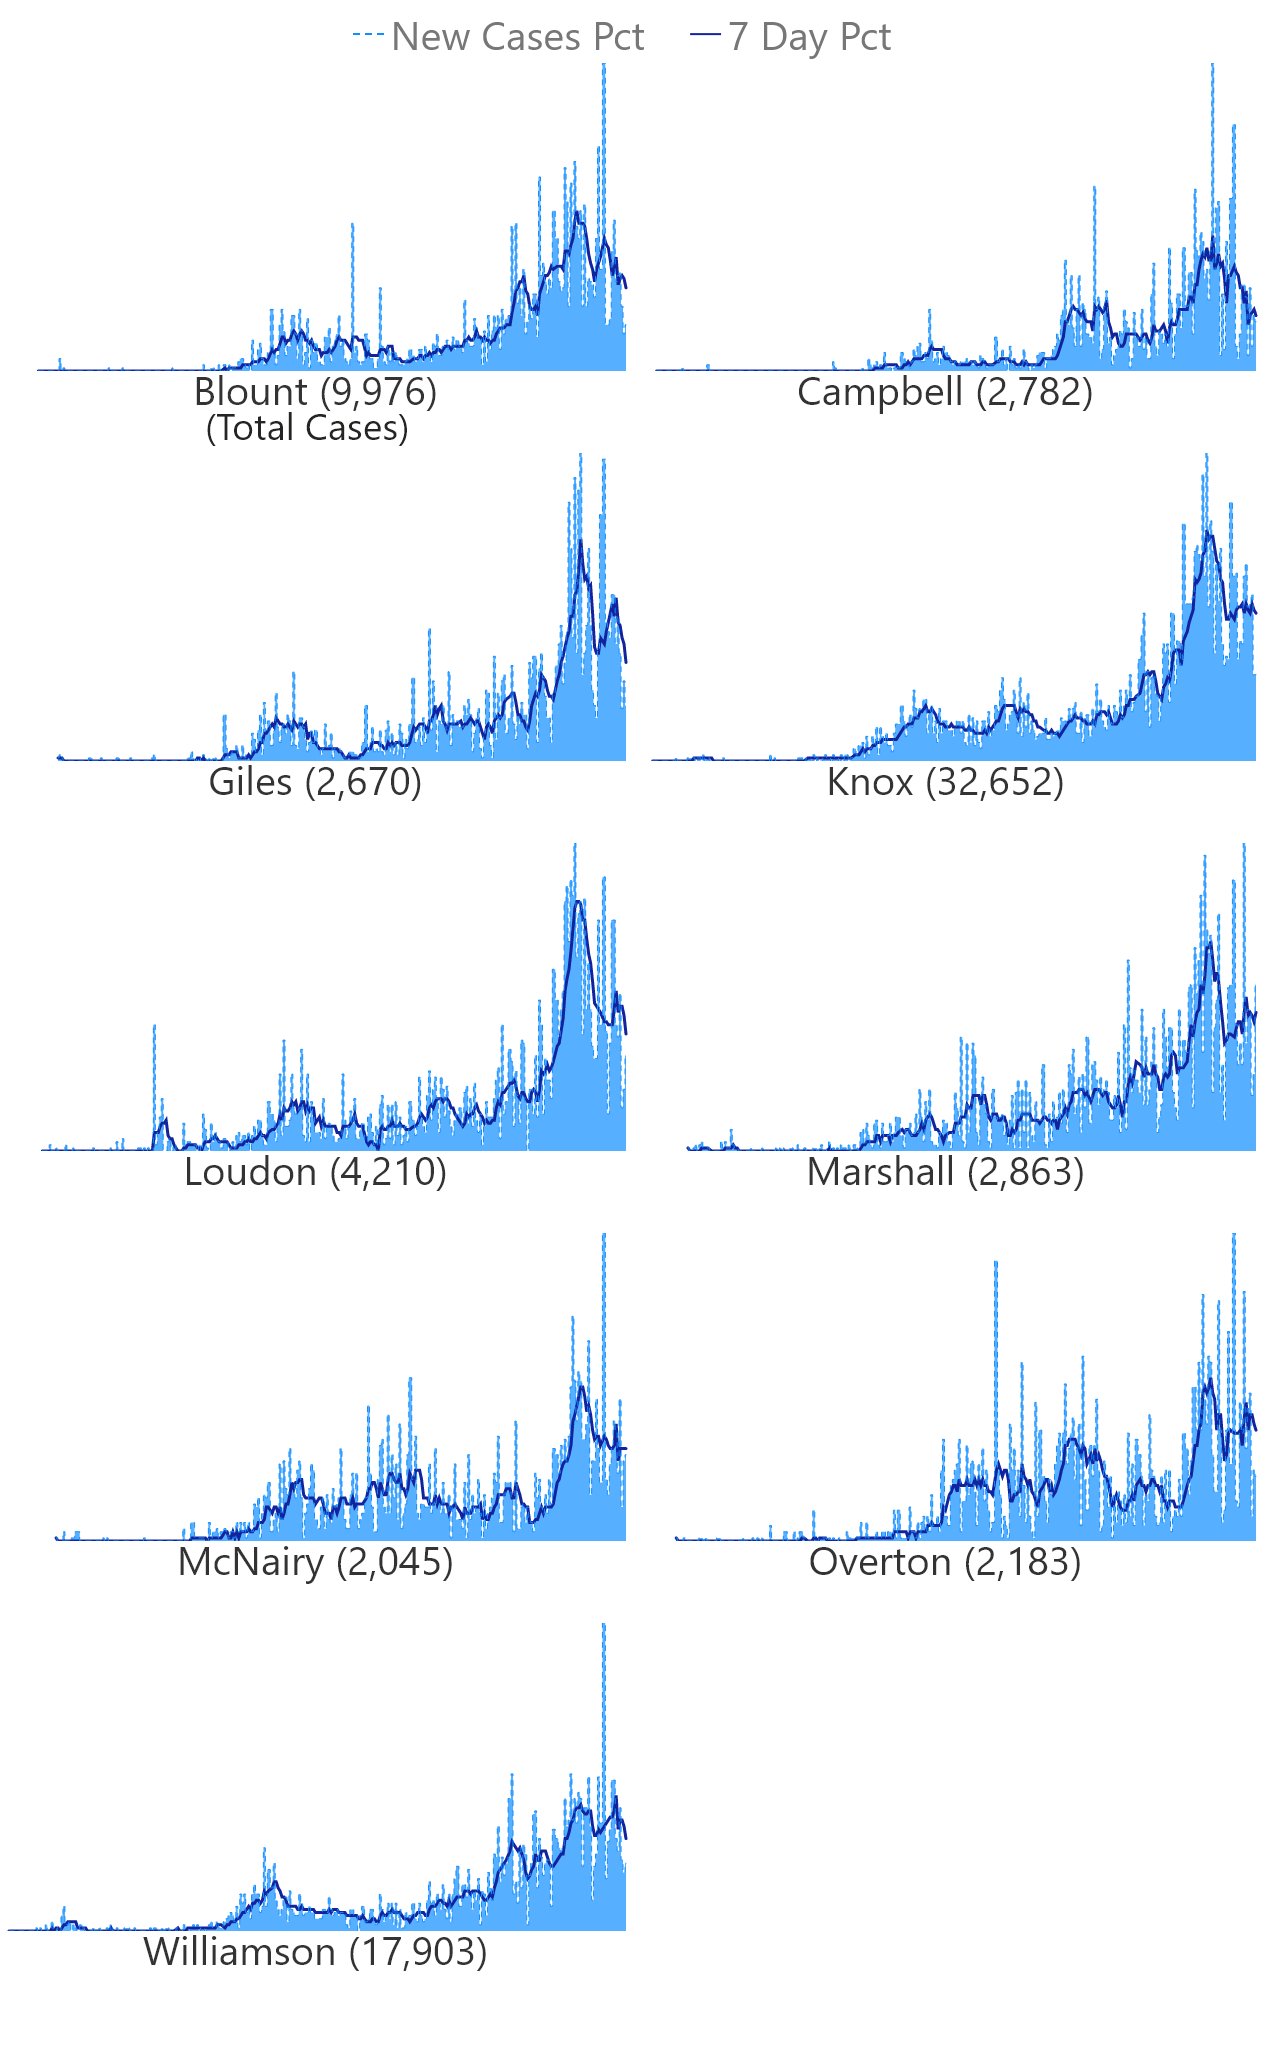 New Cases Pct 7 Day Pct
Blount (9,976) Campbell (2,782)
(Total Cases)
Giles (2,670) Knox (32,652)
Loudon (4,210) Marshall (2,863)
McNairy (2,045) Overton (2,183)
Williamson (17,903)